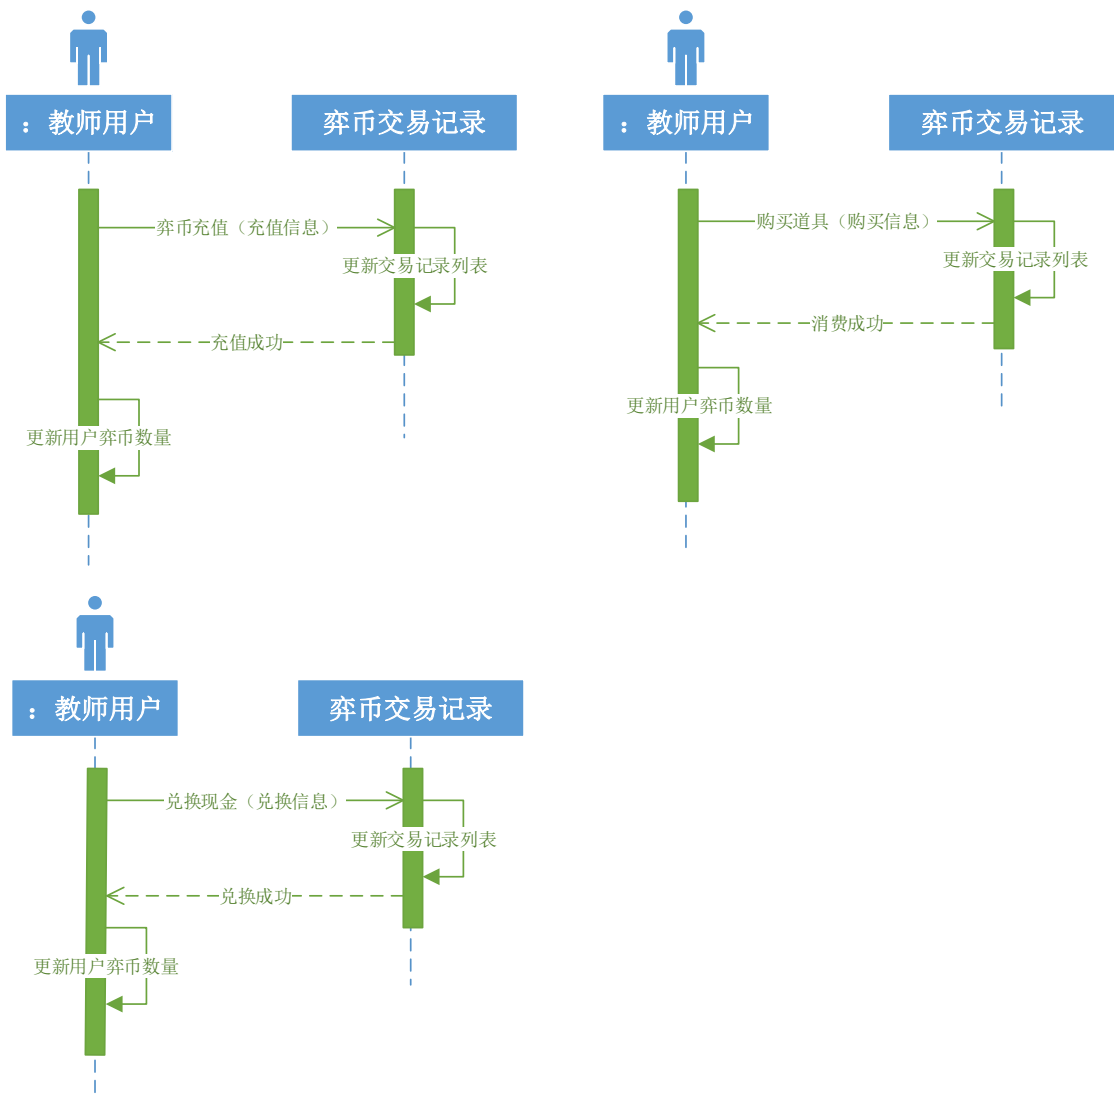 ：教师用户
弈币交易记录
弈币充值（充值信息）
更新交易记录列表
充值成功
更新用户弈币数量
：教师用户
弈币交易记录
购买道具（购买信息）
更新交易记录列表
消费成功
更新用户弈币数量
：教师用户
弈币交易记录
兑换现金（兑换信息）
更新交易记录列表
兑换成功
更新用户弈币数量